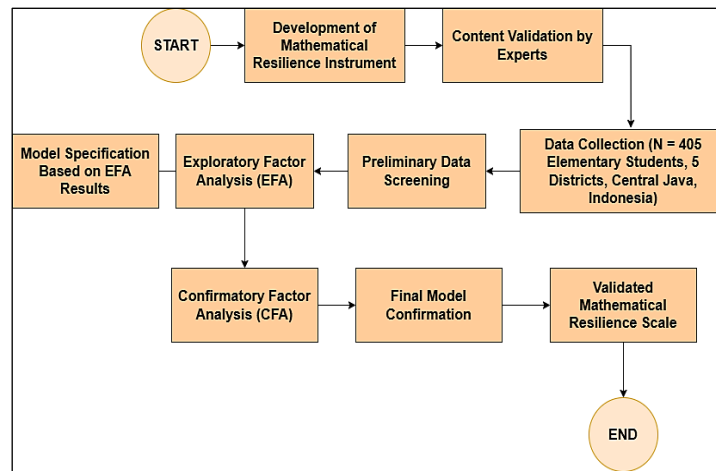 START
Development of
Mathematical
Resilience Instrument
Content Validation by
Experts
Data Collection (N = 405
Elementary Students, 5
Districts, Central Java,
Indonesia)
Preliminary Data
Screening
Exploratory Factor
Analysis (EFA)
Model Specification
Based on EFA
Results
Confirmatory Factor
Analysis (CFA)
Final Model
Confirmation
Validated
Mathematical
Resilience Scale
END